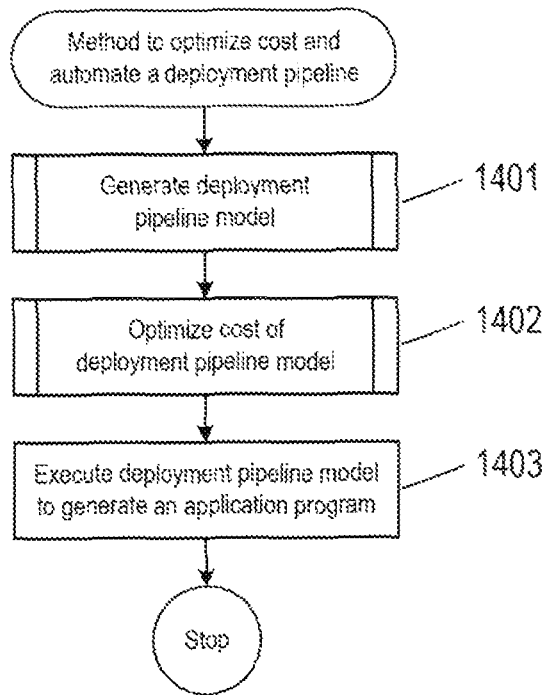 Method to optimize cost and
automate a deployment pipeline
Generate deployment
pipeline model
1401
Optimize cost of
deployment pipeline model
1402
Execute deployment pipeline model
to generate an application program
1403
Stop